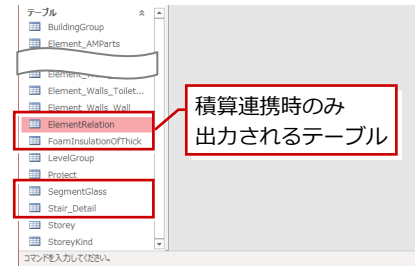 テーブル
BuildingGroup
Element_AMParts
Element_Walls_Toilet...
Element_Walls_Wall
ElementRelation
FoamInsulationOfThick
LevelGroup
Project
SegmentGlass
Stair_Detail
Storey
StoreyKind
コマンドを入力してください。
積算連携時のみ
出力されるテーブル